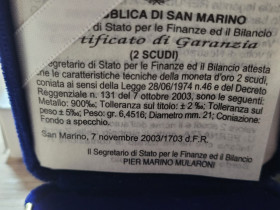 BBLICA DI SAN MARINO
di Stato per le Finanze ed il Bilancio
rtificato di Garanzia
(2 SCUDI)
Segretario di Stato per le Finanze ed il Bilancio attesta
che le caratteristiche tecniche della moneta d'oro 2 scudi,
coniata ai sensi della Legge 28/06/1974 n.46 e del Decreto
Reggenziale n. 131 del 7 ottobre 2003, sono le seguenti:
Metallo: 900‰; Tolleranza sul titolo: ± 2 ‰; Tolleranza sul
peso ± 5‰; Peso: gr. 6,4516; Diametro mm. 21; Coniazione:
Fondo a specchio.
San Marino, 7 novembre 2003/1703 d.F.R.
Il Segretario di Stato per le Finanze ed il Bilancio
PIER MARINO MULARONI